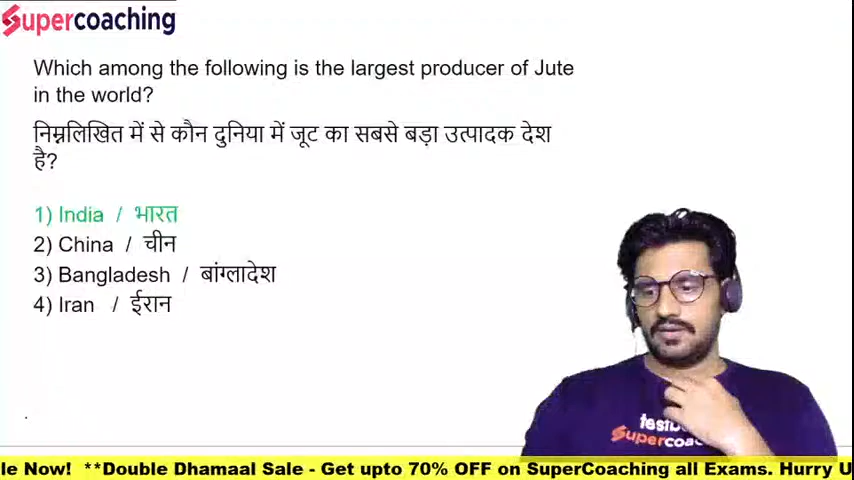 Supercoaching
Which among the following is the largest producer of Jute
in the world?
निम्नलिखित में से कौन दुनिया में जूट का सबसे बड़ा उत्पादक देश
है?
1) India / भारत
2) China / चीन
3) Bangladesh / बांग्लादेश
4) Iran / ईरान
Supercoac
le Now! **Double Dhamaal Sale - Get upto 70% OFF on SuperCoaching all Exams. Hurry U